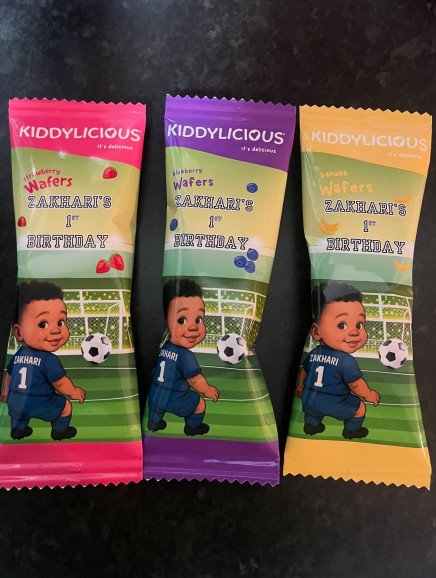 KIDDYLICIOUS
it's delicious
strawberry
Wafers
ZAKHARI'S
1ST
BIRTHDAY
ZAKHARI
1
KIDDYLICIOUS
it's delicious
blueberry
Wafers
ZAKHARI'S
1ST
BIRTHDAY
ZAKHARI
1
KIDDYLICIOUS
it's delicious
banana
Wafers
ZAKHARI'S
1ST
BIRTHDAY
ZAKHARI
1